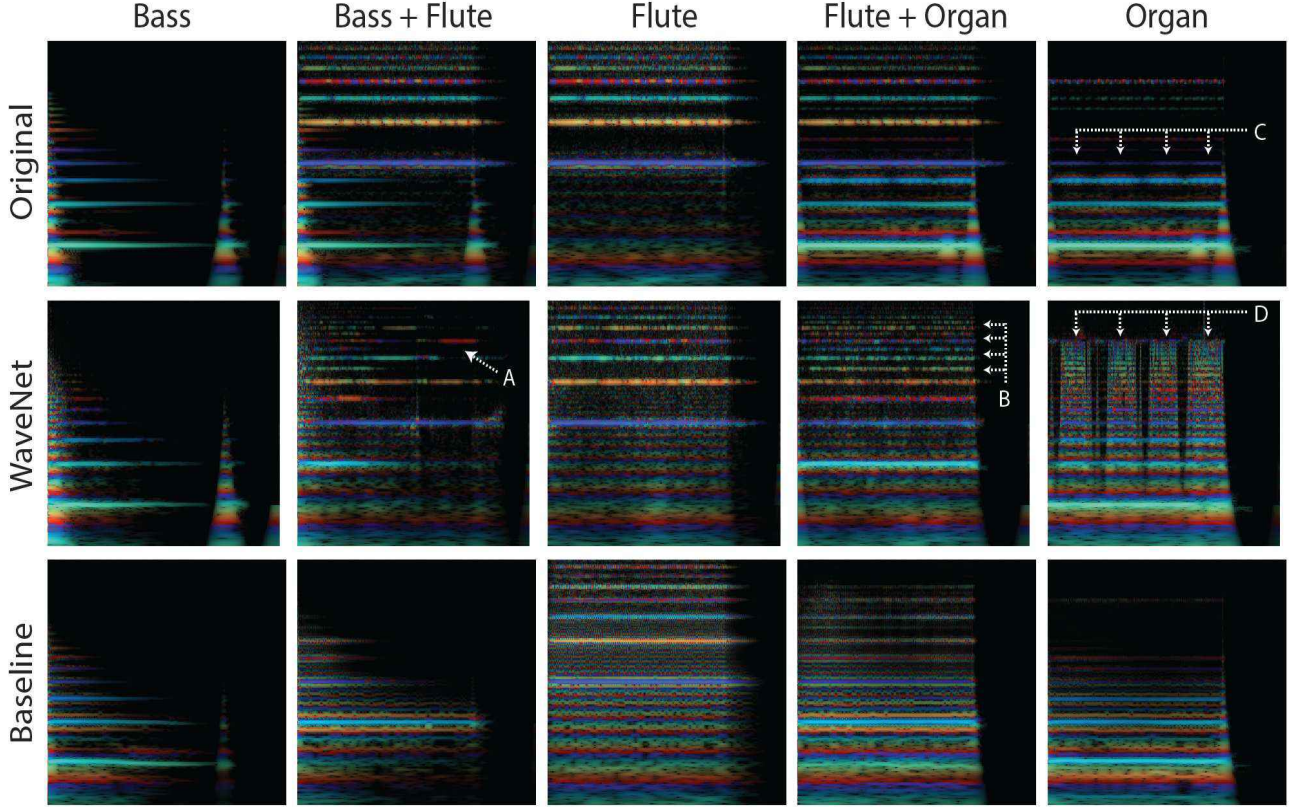 Bass
Bass + Flute
Flute
Flute + Organ
Organ
Original
C
WaveNet
A
B
D
Baseline